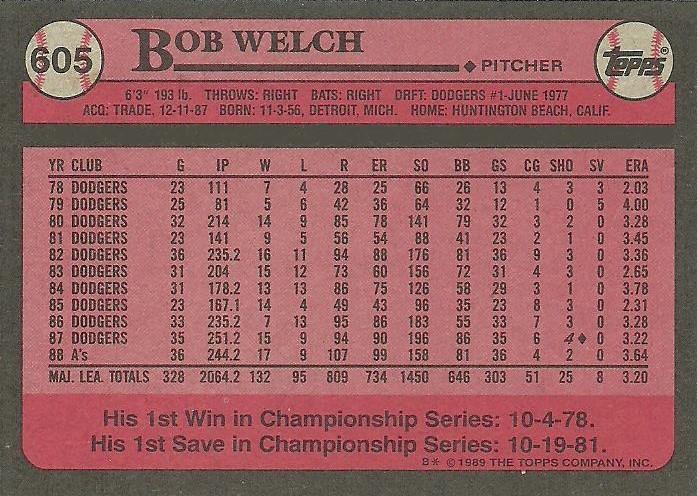 605 BOB WELCH ◆ PITCHER Topps®
6'3" 193 lb. THROWS: RIGHT BATS: RIGHT DRFT: DODGERS #1-JUNE 1977
ACQ: TRADE, 12-11-87 BORN: 11-3-56, DETROIT, MICH. HOME: HUNTINGTON BEACH, CALIF.
YR CLUB G IP W L R ER SO BB GS CG SHO SV ERA
78 DODGERS 23 111 7 4 28 25 66 26 13 4 3 3 2.03
79 DODGERS 25 81 5 6 42 36 64 32 12 1 0 5 4.00
80 DODGERS 32 214 14 9 85 78 141 79 32 3 2 0 3.28
81 DODGERS 23 141 9 5 56 54 88 41 23 2 1 0 3.45
82 DODGERS 36 235.2 16 11 94 88 176 81 36 9 3 0 3.36
83 DODGERS 31 204 15 12 73 60 156 72 31 4 3 0 2.65
84 DODGERS 31 178.2 13 13 86 75 126 58 29 3 1 0 3.78
85 DODGERS 23 167.1 14 4 49 43 96 35 23 8 3 0 2.31
86 DODGERS 33 235.2 7 13 95 86 183 55 33 7 3 0 3.28
87 DODGERS 35 251.2 15 9 94 90 196 86 35 6 4◆ 0 3.22
88 A's 36 244.2 17 9 107 99 158 81 36 4 2 0 3.64
MAJ. LEA. TOTALS 328 2064.2 132 95 809 734 1450 646 303 51 25 8 3.20
His 1st Win in Championship Series: 10-4-78.
His 1st Save in Championship Series: 10-19-81.
B* © 1989 THE TOPPS COMPANY, INC.